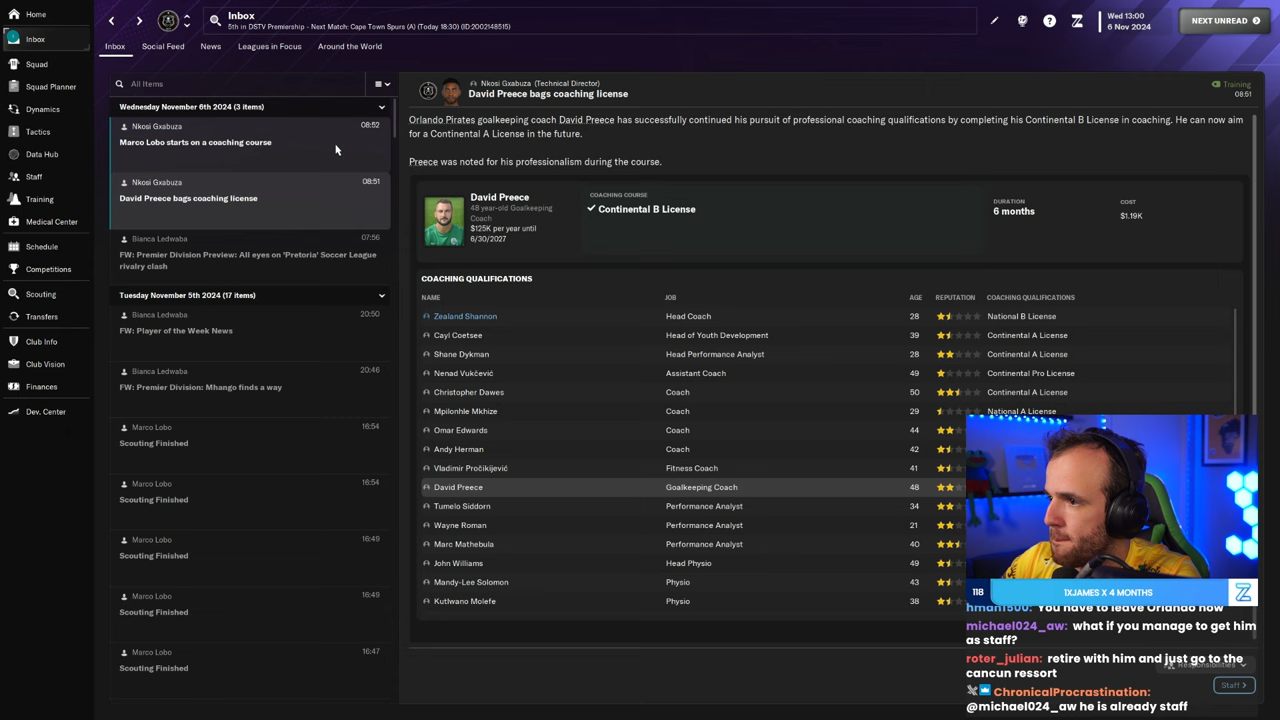 Home
Inbox
Squad
Squad Planner
Dynamics
Tactics
Data Hub
Staff
Training
Medical Center
Schedule
Competitions
Scouting
Transfers
Club Info
Club Vision
Finances
Dev. Center
Inbox
5th in DSTV Premiership - Next Match: Cape Town Spurs (A) (Today 18:30) (ID:2002148515)
Wed 13:00
6 Nov 2024
NEXT UNREAD
Inbox
Social Feed
News
Leagues in Focus
Around the World
All Items
Wednesday November 6th 2024 (3 items)
Nkosi Gxabuza 08:52
Marco Lobo starts on a coaching course
Nkosi Gxabuza 08:51
David Preece bags coaching license
Bianca Ledwaba 07:56
FW: Premier Division Preview: All eyes on 'Pretoria' Soccer League
rivalry clash
Tuesday November 5th 2024 (17 items)
Bianca Ledwaba 20:50
FW: Player of the Week News
Bianca Ledwaba 20:46
FW: Premier Division: Mhango finds a way
Marco Lobo 16:54
Scouting Finished
Marco Lobo 16:54
Scouting Finished
Marco Lobo 16:49
Scouting Finished
Marco Lobo 16:49
Scouting Finished
Marco Lobo 16:47
Scouting Finished
Nkosi Gxabuza (Technical Director)
David Preece bags coaching license
Training
08:51
Orlando Pirates goalkeeping coach David Preece has successfully continued his pursuit of professional coaching qualifications by completing his Continental B License in coaching. He can now aim
for a Continental A License in the future.
Preece was noted for his professionalism during the course.
David Preece
48 year-old Goalkeeping
Coach
$125K per year until
6/30/2027
COACHING COURSE
Continental B License
DURATION
6 months
COST
$1.19K
COACHING QUALIFICATIONS
NAME JOB AGE REPUTATION COACHING QUALIFICATIONS
Zealand Shannon Head Coach 28 National B License
Cayl Coetsee Head of Youth Development 39 Continental A License
Shane Dykman Head Performance Analyst 28 Continental A License
Nenad Vukčević Assistant Coach 49 Continental Pro License
Christopher Dawes Coach 50 Continental A License
Mpilonhle Mkhize Coach 29 National A License
Omar Edwards Coach 44
Andy Herman Coach 42
Vladimir Pročikijević Fitness Coach 41
David Preece Goalkeeping Coach 48
Tumelo Siddorn Performance Analyst 34
Wayne Roman Performance Analyst 21
Marc Mathebula Performance Analyst 40
John Williams Head Physio 49
Mandy-Lee Solomon Physio 43
Kutlwano Molefe Physio 38
118
1XJAMES X 4 MONTHS
Z
hman1500: You have to leave Orlando now
michael024_aw: what if you manage to get him
as staff?
roter_julian: retire with him and just go to the
cancun ressort
ChronicalProcrastination:
@michael024_aw he is already staff
Responsibilities
Staff